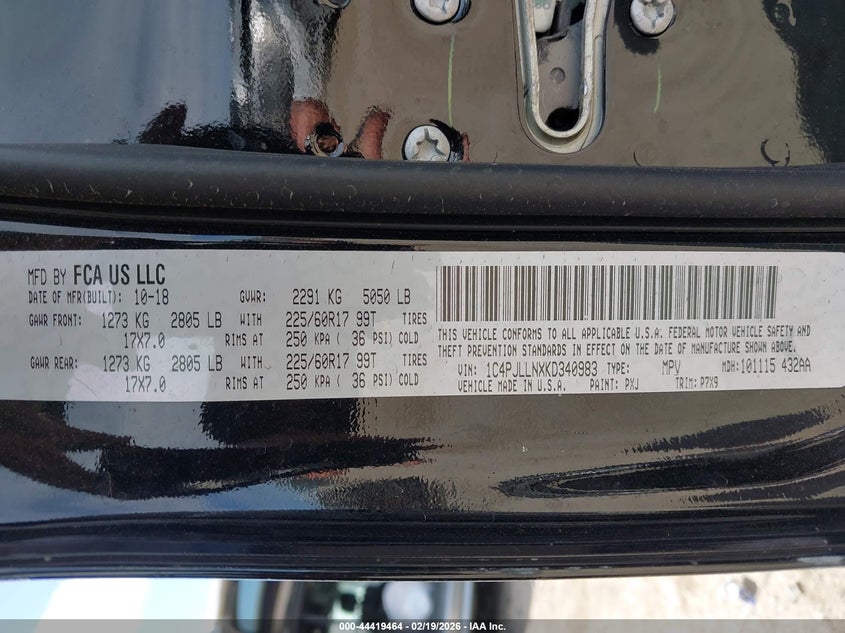 MFD BY FCA US LLC
DATE OF MFR(BUILT): 10-18 GVWR: 2291 KG 5050 LB
GAWR FRONT: 1273 KG 2805 LB WITH 225/60R17 99T TIRES
17X7.0 RIMS AT 250 KPA ( 36 PSI) COLD
GAWR REAR: 1273 KG 2805 LB WITH 225/60R17 99T TIRES
17X7.0 RIMS AT 250 KPA ( 36 PSI) COLD
THIS VEHICLE CONFORMS TO ALL APPLICABLE U.S.A. FEDERAL MOTOR VEHICLE SAFETY AND
THEFT PREVENTION STANDARDS IN EFFECT ON THE DATE OF MANUFACTURE SHOWN ABOVE.
VIN: 1C4PJLLNXKD340983 TYPE: MPV MDH:101115 432AA
VEHICLE MADE IN U.S.A. PAINT: PXJ TRIM: P7X9
000-44419464 - 02/19/2026 - IAA Inc.